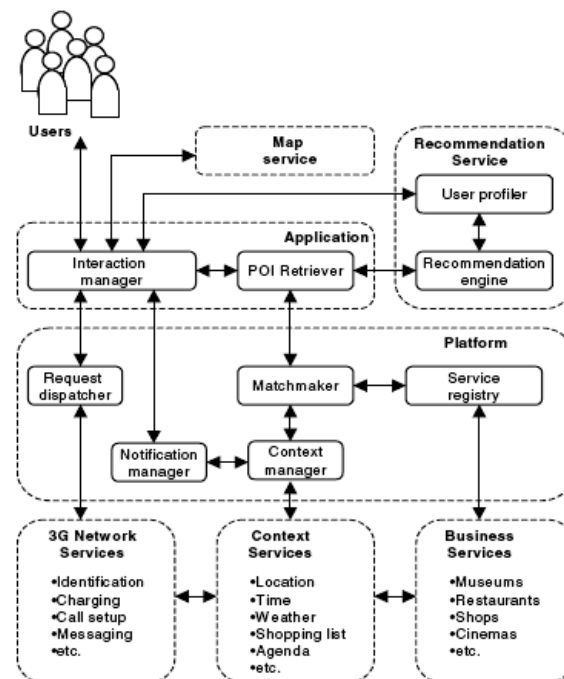 Users
Map
service
Recommendation
Service
User profiler
Application
Interaction
manager
POI Retriever
Recommendation
engine
Platform
Request
dispatcher
Matchmaker
Service
registry
Notification
manager
Context
manager
3G Network
Services
•Identification
•Charging
•Call setup
•Messaging
•etc.
Context
Services
•Location
•Time
•Weather
•Shopping list
•Agenda
•etc.
Business
Services
•Museums
•Restaurants
•Shops
•Cinemas
•etc.